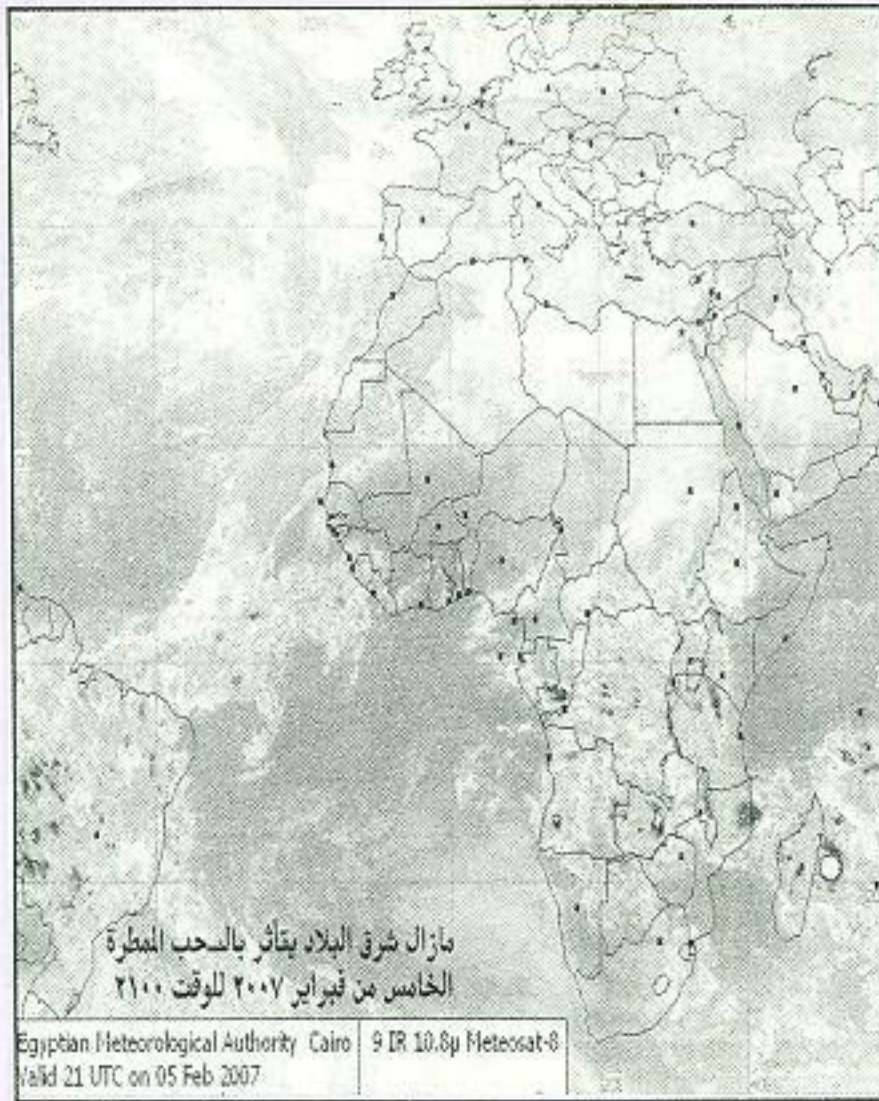 مازال شرق البلاد يتأثر بالسحب الممطرة
الخامس من فبراير ٢٠٠٧ للوقت ٢١٠٠
Egyptian Meteorological Authority Cairo
Valid 21 UTC on 05 Feb 2007
9 IR 10.8µ Meteosat-8